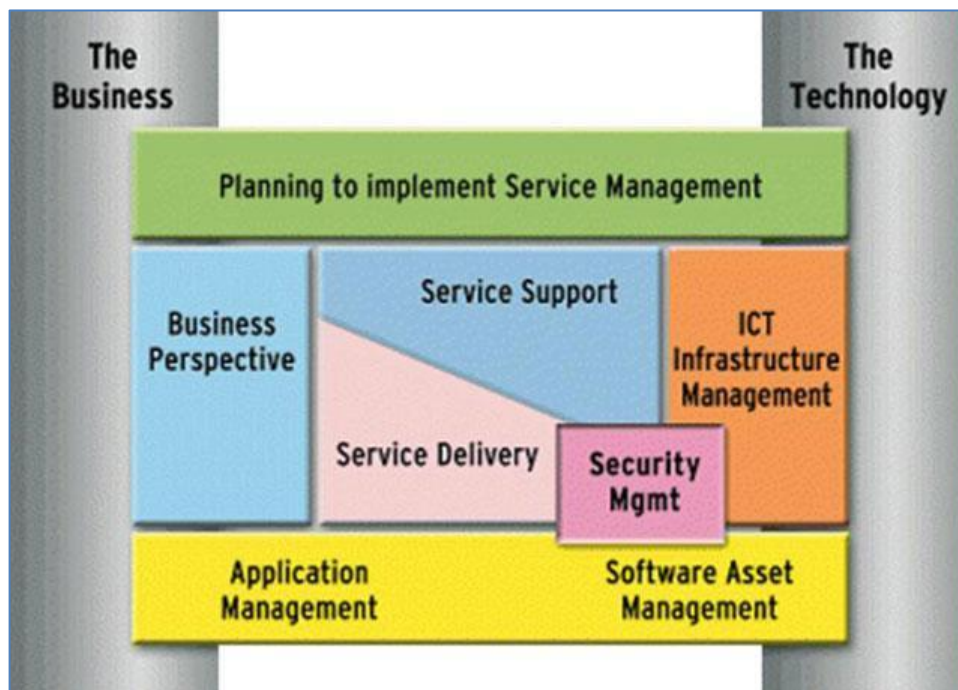 The
Business
The
Technology
Planning to implement Service Management
Business
Perspective
Service Support
ICT
Infrastructure
Management
Service Delivery
Security
Mgmt
Application
Management
Software Asset
Management